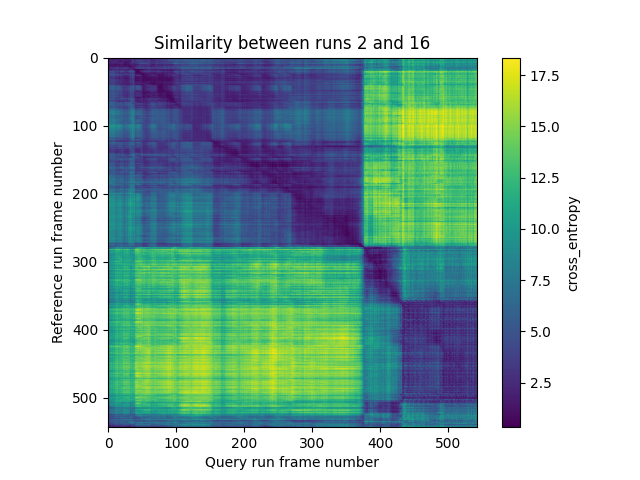 Similarity between runs 2 and 16
0
100
200
300
400
500
Reference run frame number
0 100 200 300 400 500
Query run frame number
17.5
15.0
12.5
10.0
7.5
5.0
2.5
cross_entropy